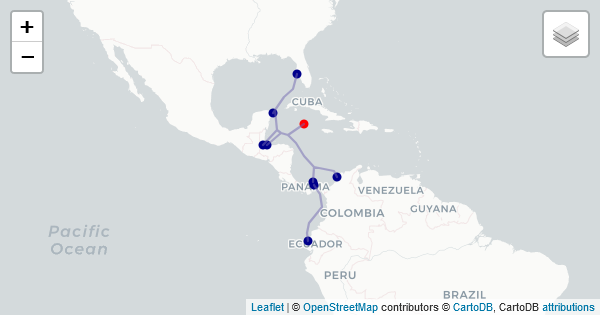 +
−
CUBA
PANAMA
VENEZUELA
GUYANA
COLOMBIA
Pacific
Ocean
ECUADOR
PERU
BRAZIL
Leaflet | © OpenStreetMap contributors © CartoDB, CartoDB attributions